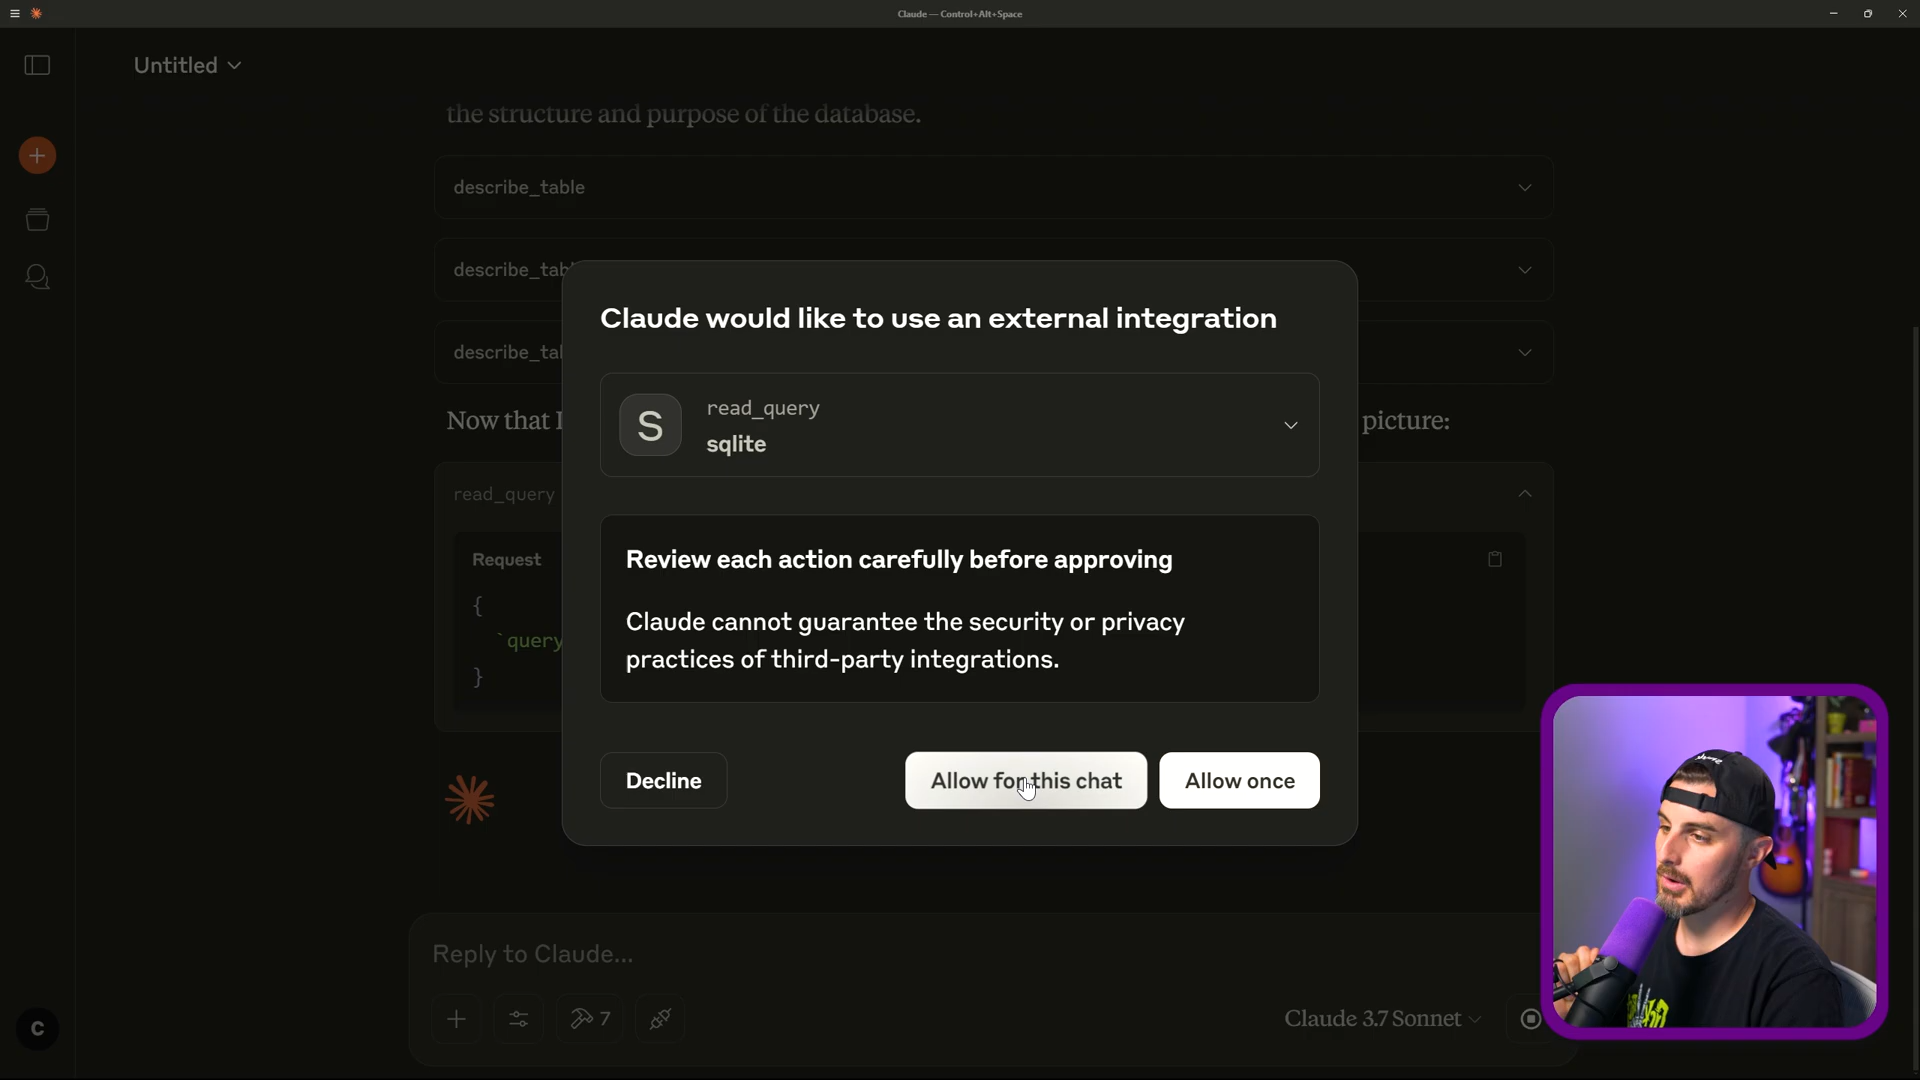 Claude — Control+Alt+Space
Untitled
the structure and purpose of the database.
describe_table
Claude would like to use an external integration
read_query
sqlite
Now that I
picture:
read_query
Review each action carefully before approving
Request
Claude cannot guarantee the security or privacy
practices of third-party integrations.
{
`query
}
Decline
Allow for this chat
Allow once
Reply to Claude...
7
Claude 3.7 Sonnet
C
S